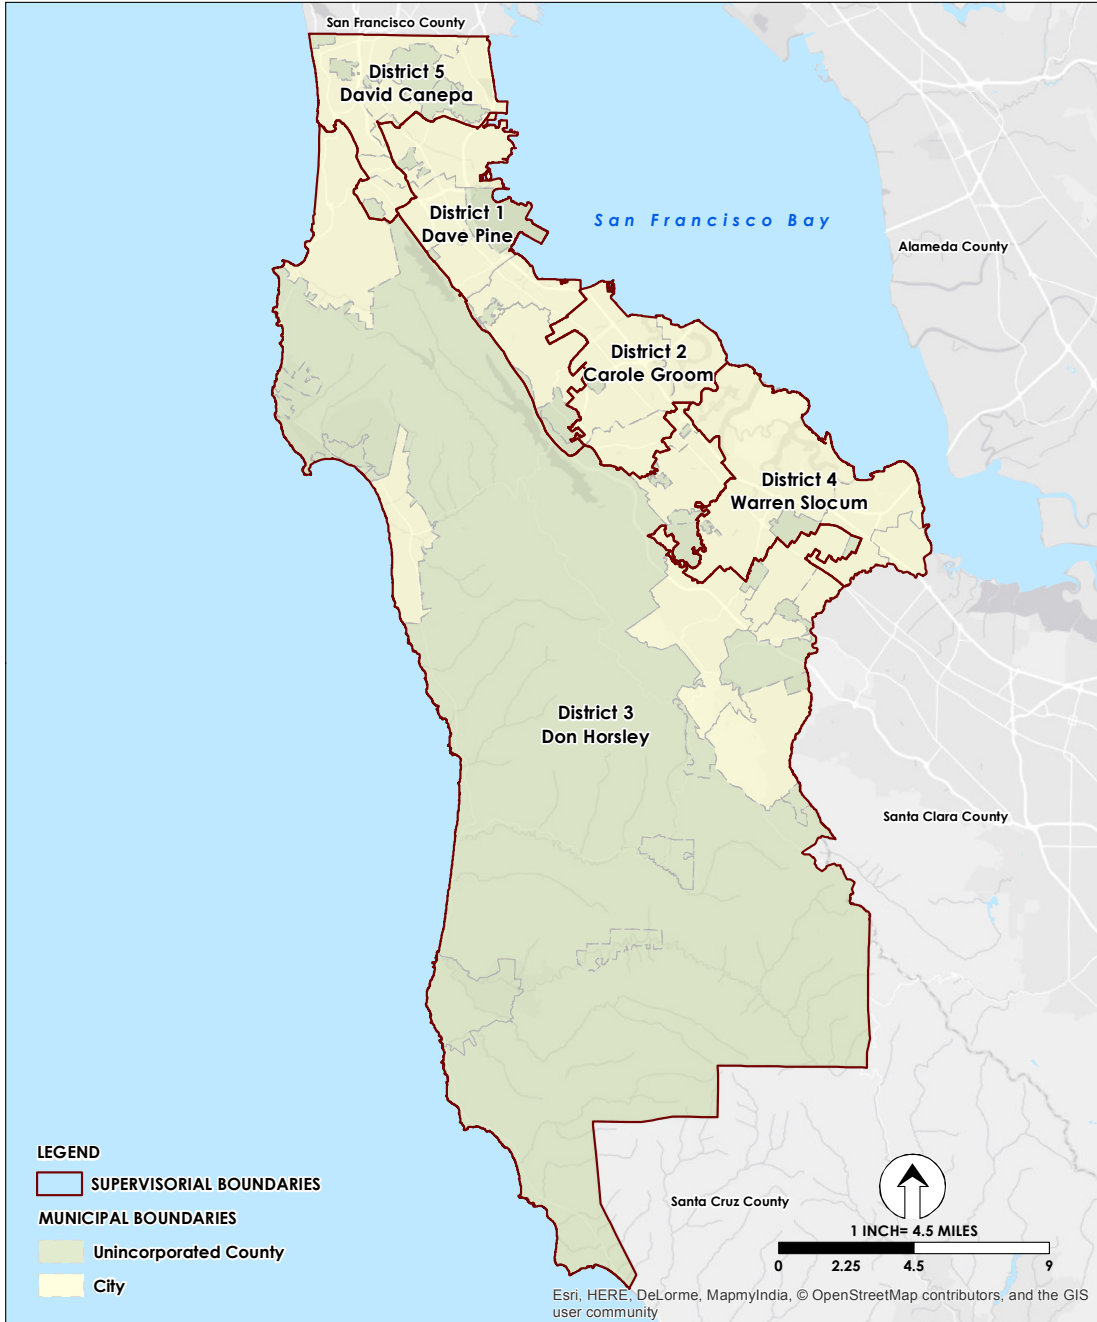 San Francisco County
District 5
David Canepa
District 1
Dave Pine
San Francisco Bay
Alameda County
District 2
Carole Groom
District 4
Warren Slocum
District 3
Don Horsley
Santa Clara County
LEGEND
SUPERVISORIAL BOUNDARIES
MUNICIPAL BOUNDARIES
Unincorporated County
City
Santa Cruz County
1 INCH= 4.5 MILES
0 2.25 4.5 9
Esri, HERE, DeLorme, MapmyIndia, © OpenStreetMap contributors, and the GIS
user community